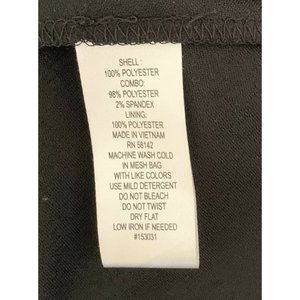 SHELL:
100% POLYESTER
COMBO:
98% POLYESTER
2% SPANDEX
LINING:
100% POLYESTER
MADE IN VIETNAM
RN 58142
MACHINE WASH COLD
IN MESH BAG
WITH LIKE COLORS
USE MILD DETERGENT
DO NOT BLEACH
DO NOT TWIST
DRY FLAT
LOW IRON IF NEEDED
#153031